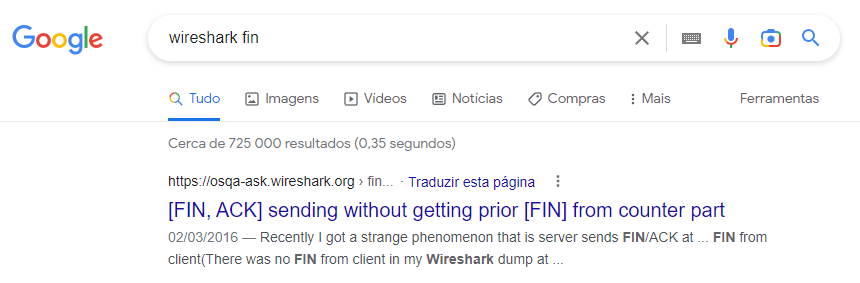 Google
wireshark fin
Tudo Imagens Vídeos Notícias Compras Mais Ferramentas
Cerca de 725 000 resultados (0,35 segundos)
https://osqa-ask.wireshark.org › fin... · Traduzir esta página
[FIN, ACK] sending without getting prior [FIN] from counter part
02/03/2016 — Recently I got a strange phenomenon that is server sends FIN/ACK at ... FIN from
client(There was no FIN from client in my Wireshark dump at ...